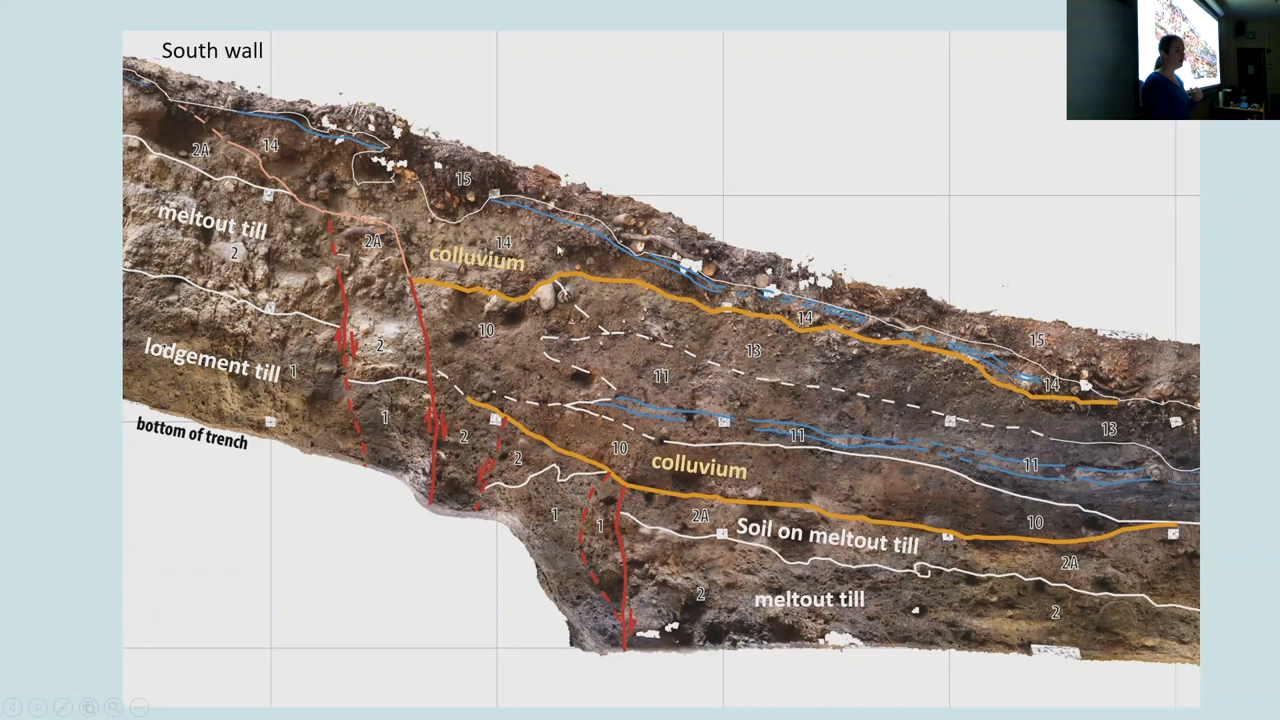 South wall
14
2A
15
meltout till
2
2A
14
colluvium
14
10
13
15
lodgement till
1
2
11
14
1
2
11
13
bottom of trench
2
10
colluvium
11
1
1
2A
Soil on meltout till
10
2A
2
meltout till
2